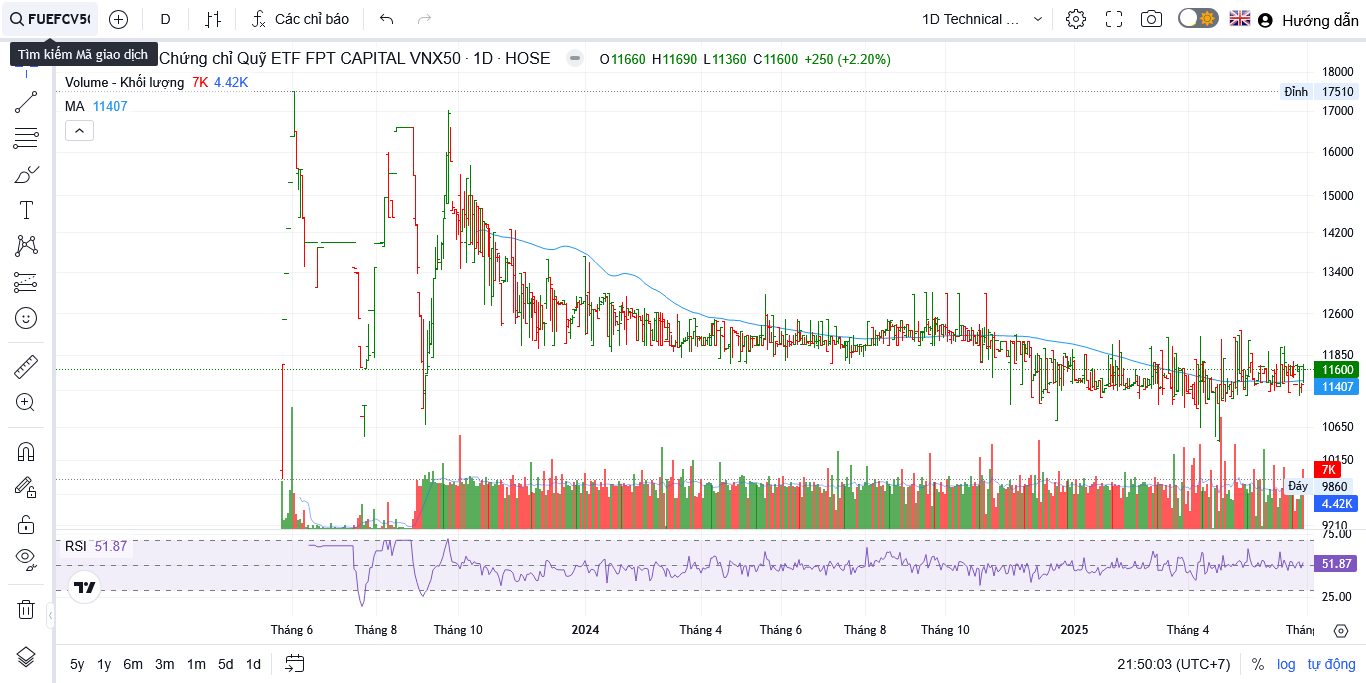 FUEFCV50
D
Các chỉ báo
1D Technical ...
Hướng dẫn
Tìm kiếm Mã giao dịch
Chứng chỉ Quỹ ETF FPT CAPITAL VNX50 · 1D · HOSE
O11660 H11690 L11360 C11600 +250 (+2.20%)
Volume - Khối lượng 7K 4.42K
MA 11407
18000
Đỉnh 17510
17000
16000
15000
14200
13400
12600
11850
11600
11407
10650
10150
7K
Đáy 9860
4.42K
9210
75.00
RSI 51.87
51.87
25.00
Tháng 6 Tháng 8 Tháng 10 2024 Tháng 4 Tháng 6 Tháng 8 Tháng 10 2025 Tháng 4 Tháng
5y 1y 6m 3m 1m 5d 1d
21:50:03 (UTC+7) % log tự động